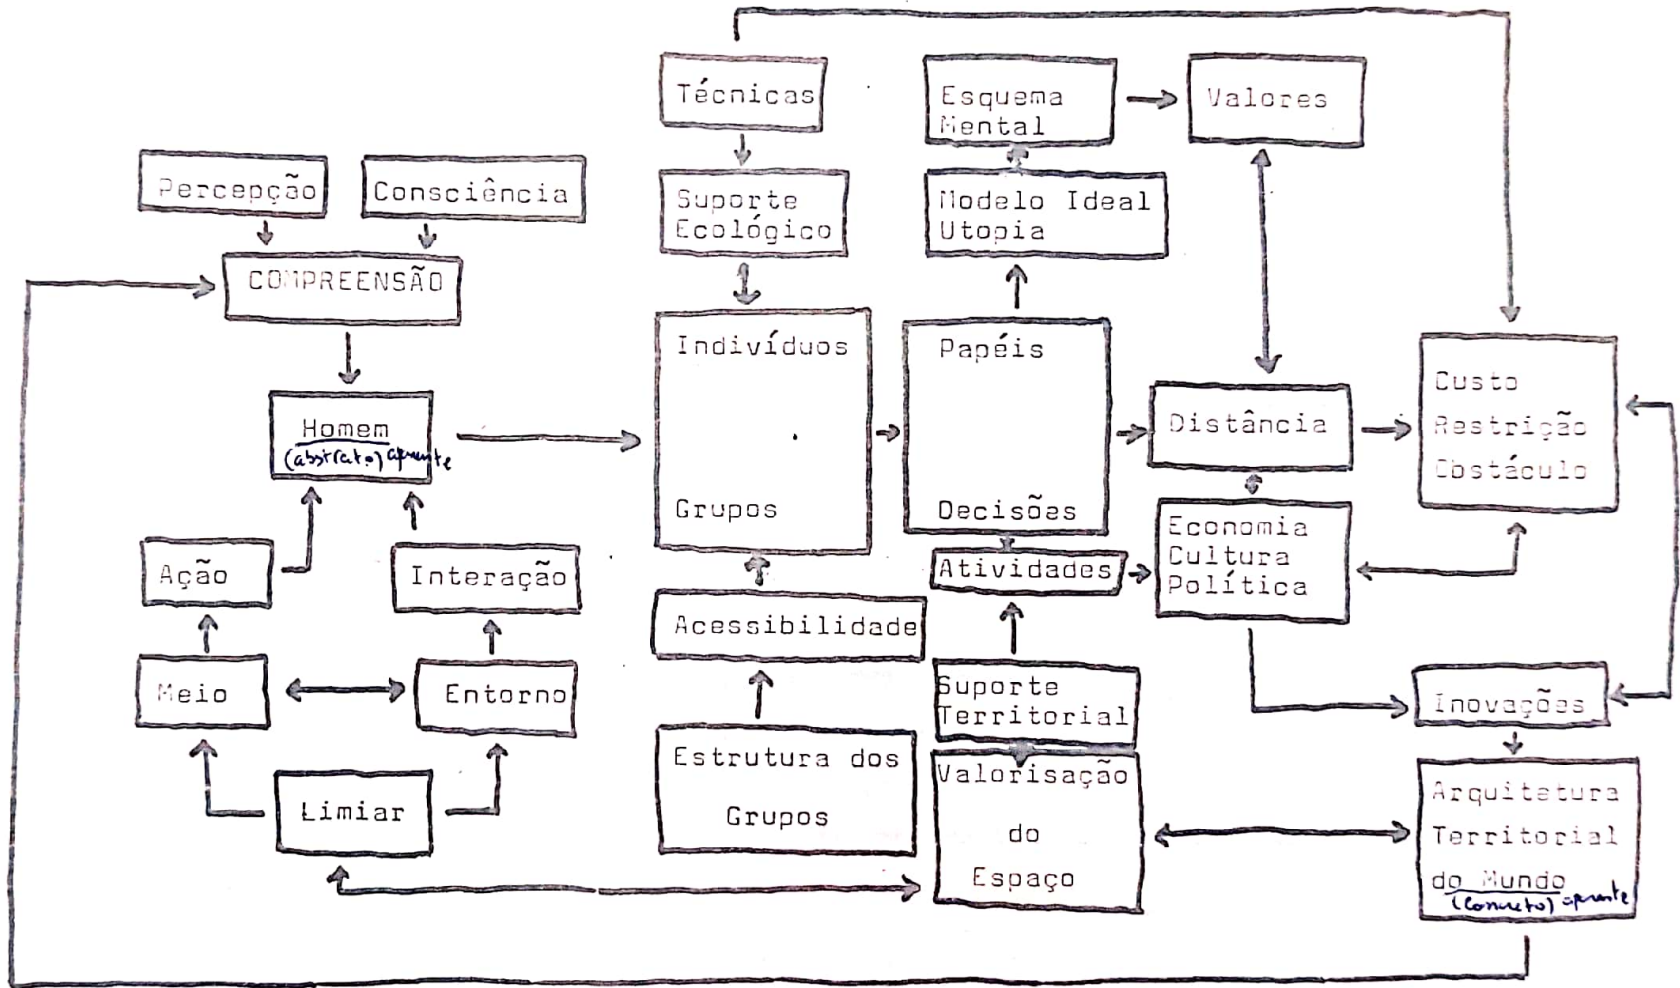 Técnicas
Esquema
Mental
Valores
Percepção
Consciência
Suporte
Ecológico
Modelo Ideal
Utopia
COMPREENSÃO
Indivíduos
Grupos
Papéis
Decisões
Custo
Restrição
Obstáculo
Homem
(abstrato) aparente
Distância
Economia
Cultura
Política
Ação
Interação
Atividades
Acessibilidade
Meio
Entorno
Suporte
Territorial
Inovações
Estrutura dos
Grupos
Valorisação
do
Espaço
Limiar
Arquitetura
Territorial
do Mundo
(concreto) aparente